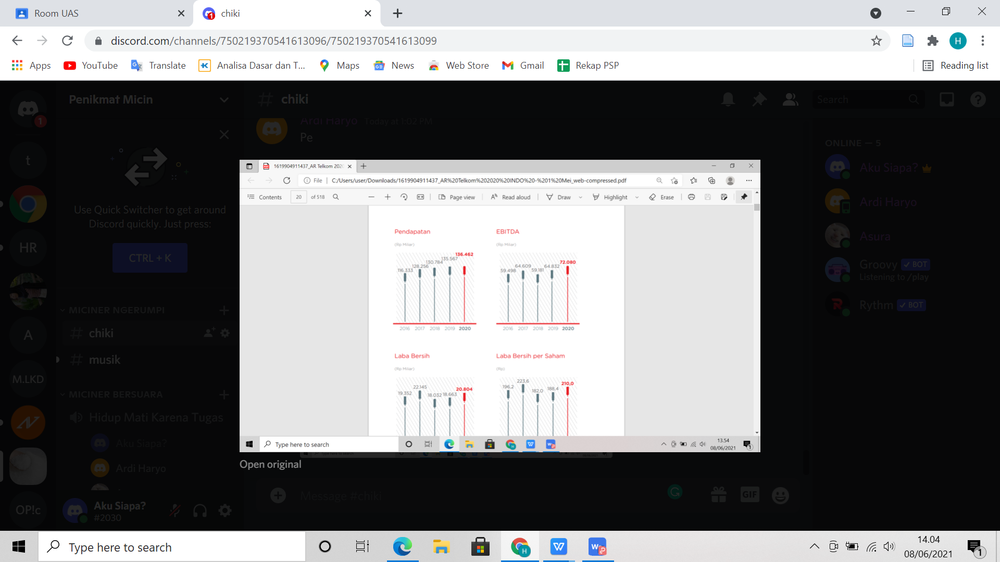 Room UAS
chiki
discord.com/channels/750219370541613096/750219370541613099
H
Apps
YouTube
Translate
Analisa Dasar dan T...
Maps
News
Web Store
Gmail
Rekap PSP
Reading list
Penikmat Micin
chiki
Search
1
Ardi Haryo Today at 1:02 PM
Pe
t
Use Quick Switcher to get around
Discord quickly. Just press:
CTRL + K
HR
MICINER NGERUMPI
chiki
musik
A
M.LKD
MICINER BERSUARA
Hidup Mati Karena Tugas
Aku Siapa?
Ardi Haryo
OP!c
Aku Siapa?
#2030
1619904911437_AR Telkom 2020
File
C:/Users/user/Downloads/1619904911437_AR%20Telkom%202020%20INDO%20-%201%20Mei_web-compressed.pdf
Contents
20
of 518
Page view
Read aloud
Draw
Highlight
Erase
Pendapatan
(Rp Miliar)
116.333
128.256
130.784
135.567
136.462
2016 2017 2018 2019 2020
EBITDA
(Rp Miliar)
59.498
64.609
59.181
64.832
72.080
2016 2017 2018 2019 2020
Laba Bersih
(Rp Miliar)
19.352
22.145
18.032
18.663
20.804
Laba Bersih per Saham
(Rp)
196,2
223,6
182,0
188,4
210,0
Type here to search
13.54
08/06/2021
1
Open original
Message #chiki
GIF
ONLINE — 5
Aku Siapa?
Ardi Haryo
Asura
Groovy
BOT
Listening to /play
Rythm
BOT
Type here to search
14.04
08/06/2021
1